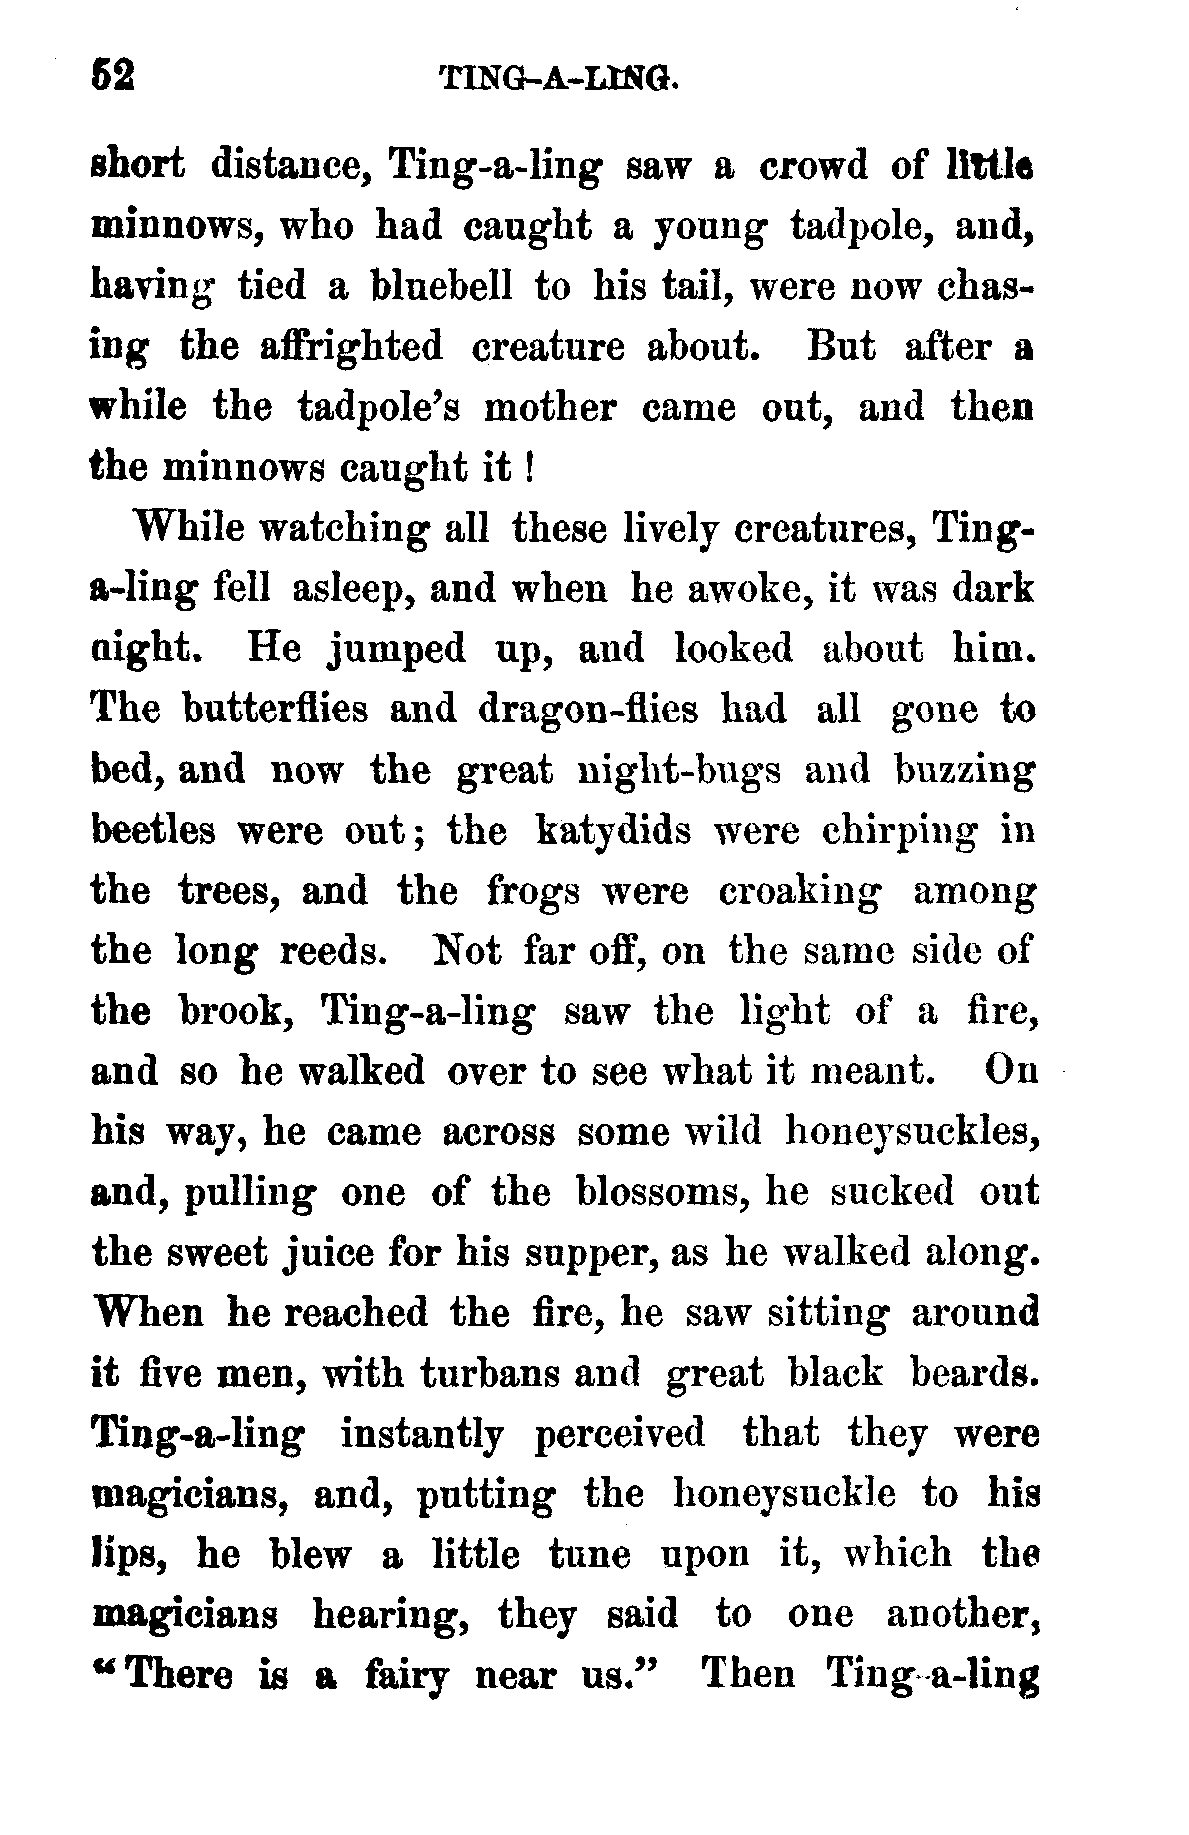 52 TING-A-LING.
short distance, Ting-a-ling saw a crowd of little
minnows, who had caught a young tadpole, and,
having tied a bluebell to his tail, were now chas-
ing the affrighted creature about. But after a
while the tadpole's mother came out, and then
the minnows caught it !
While watching all these lively creatures, Ting-
a-ling fell asleep, and when he awoke, it was dark
night. He jumped up, and looked about him.
The butterflies and dragon-flies had all gone to
bed, and now the great night-bugs and buzzing
beetles were out ; the katydids were chirping in
the trees, and the frogs were croaking among
the long reeds. Not far off, on the same side of
the brook, Ting-a-ling saw the light of a fire,
and so he walked over to see what it meant. On
his way, he came across some wild honeysuckles,
and, pulling one of the blossoms, he sucked out
the sweet juice for his supper, as he walked along.
When he reached the fire, he saw sitting around
it five men, with turbans and great black beards.
Ting-a-ling instantly perceived that they were
magicians, and, putting the honeysuckle to his
lips, he blew a little tune upon it, which the
magicians hearing, they said to one another,
“ There is a fairy near us.” Then Ting-a-ling